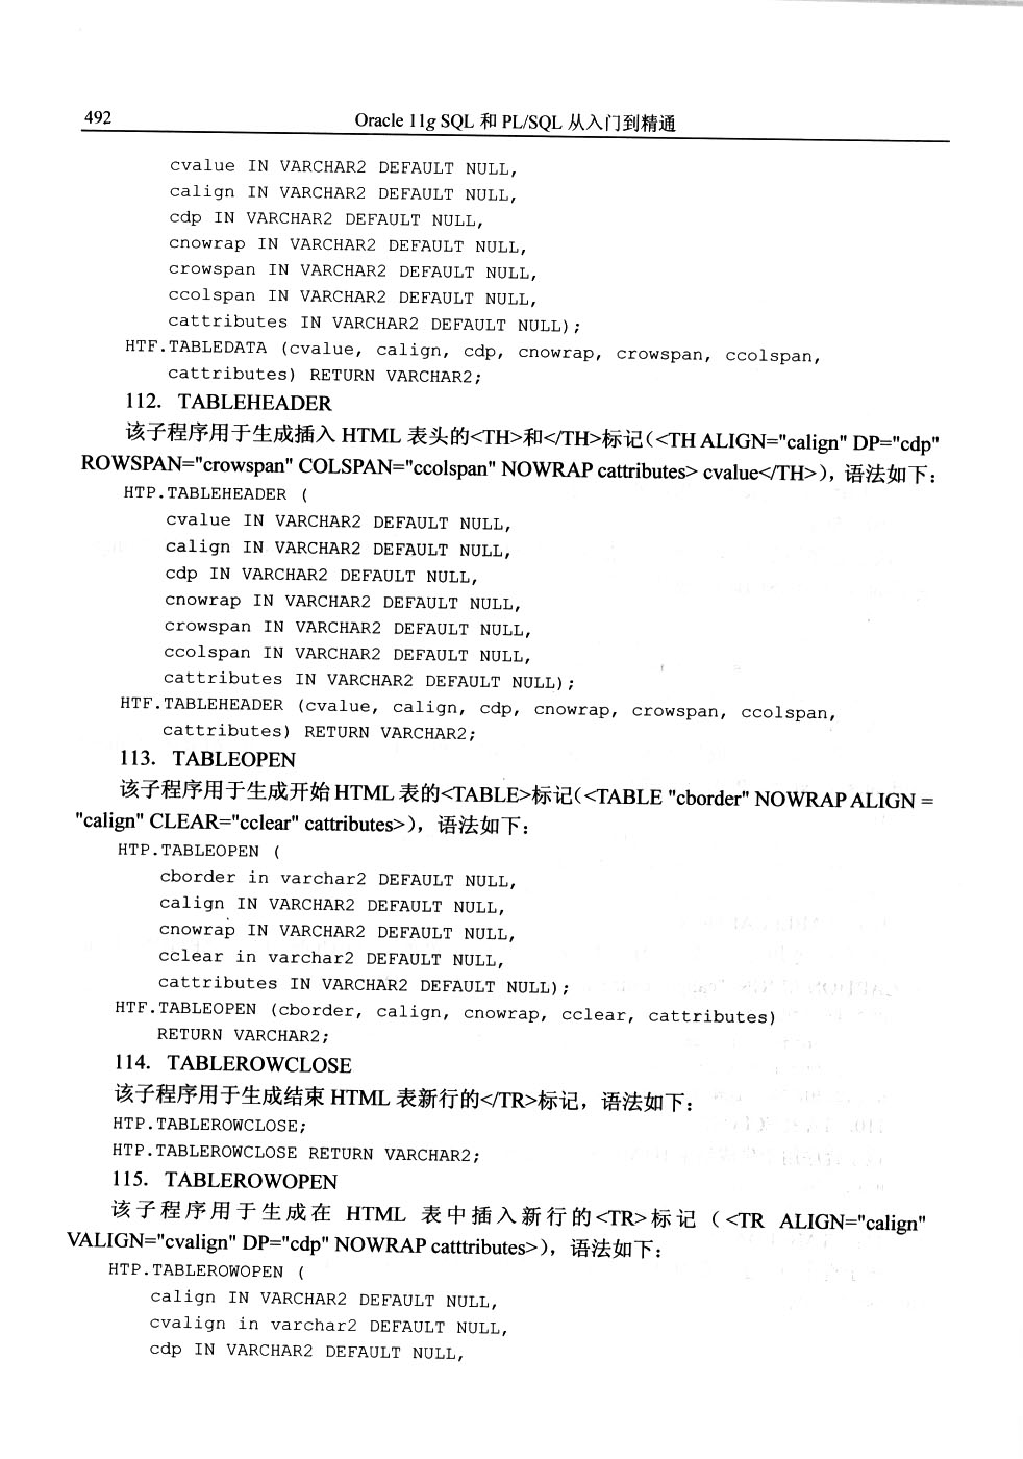 492
Oracle 11g SQL 和 PL/SQL 从入门到精通
cvalue IN VARCHAR2 DEFAULT NULL,
calign IN VARCHAR2 DEFAULT NULL,
cdp IN VARCHAR2 DEFAULT NULL,
cnowrap IN VARCHAR2 DEFAULT NULL,
crowspan IN VARCHAR2 DEFAULT NULL,
ccolspan IN VARCHAR2 DEFAULT NULL,
cattributes IN VARCHAR2 DEFAULT NULL);
HTF.TABLEDATA (cvalue, calign, cdp, cnowrap, crowspan, ccolspan,
cattributes) RETURN VARCHAR2;
112. TABLEHEADER
该子程序用于生成插入 HTML 表头的<TH>和</TH>标记(<TH ALIGN="calign" DP="cdp"
ROWSPAN="crowspan" COLSPAN="ccolspan" NOWRAP cattributes> cvalue</TH>)，语法如下：
HTP.TABLEHEADER (
cvalue IN VARCHAR2 DEFAULT NULL,
calign IN VARCHAR2 DEFAULT NULL,
cdp IN VARCHAR2 DEFAULT NULL,
cnowrap IN VARCHAR2 DEFAULT NULL,
crowspan IN VARCHAR2 DEFAULT NULL,
ccolspan IN VARCHAR2 DEFAULT NULL,
cattributes IN VARCHAR2 DEFAULT NULL);
HTF.TABLEHEADER (cvalue, calign, cdp, cnowrap, crowspan, ccolspan,
cattributes) RETURN VARCHAR2;
113. TABLEOPEN
该子程序用于生成开始 HTML 表的<TABLE>标记(<TABLE "cborder" NOWRAP ALIGN =
"calign" CLEAR="cclear" cattributes>)，语法如下：
HTP.TABLEOPEN (
cborder in varchar2 DEFAULT NULL,
calign IN VARCHAR2 DEFAULT NULL,
cnowrap IN VARCHAR2 DEFAULT NULL,
cclear in varchar2 DEFAULT NULL,
cattributes IN VARCHAR2 DEFAULT NULL);
HTF.TABLEOPEN (cborder, calign, cnowrap, cclear, cattributes)
RETURN VARCHAR2;
114. TABLEROWCLOSE
该子程序用于生成结束 HTML 表新行的</TR>标记，语法如下：
HTP.TABLEROWCLOSE;
HTP.TABLEROWCLOSE RETURN VARCHAR2;
115. TABLEROWOPEN
该子程序用于生成在 HTML 表中插入新行的<TR>标记（<TR ALIGN="calign"
VALIGN="cvalign" DP="cdp" NOWRAP catttributes>)，语法如下：
HTP.TABLEROWOPEN (
calign IN VARCHAR2 DEFAULT NULL,
cvalign in varchar2 DEFAULT NULL,
cdp IN VARCHAR2 DEFAULT NULL,